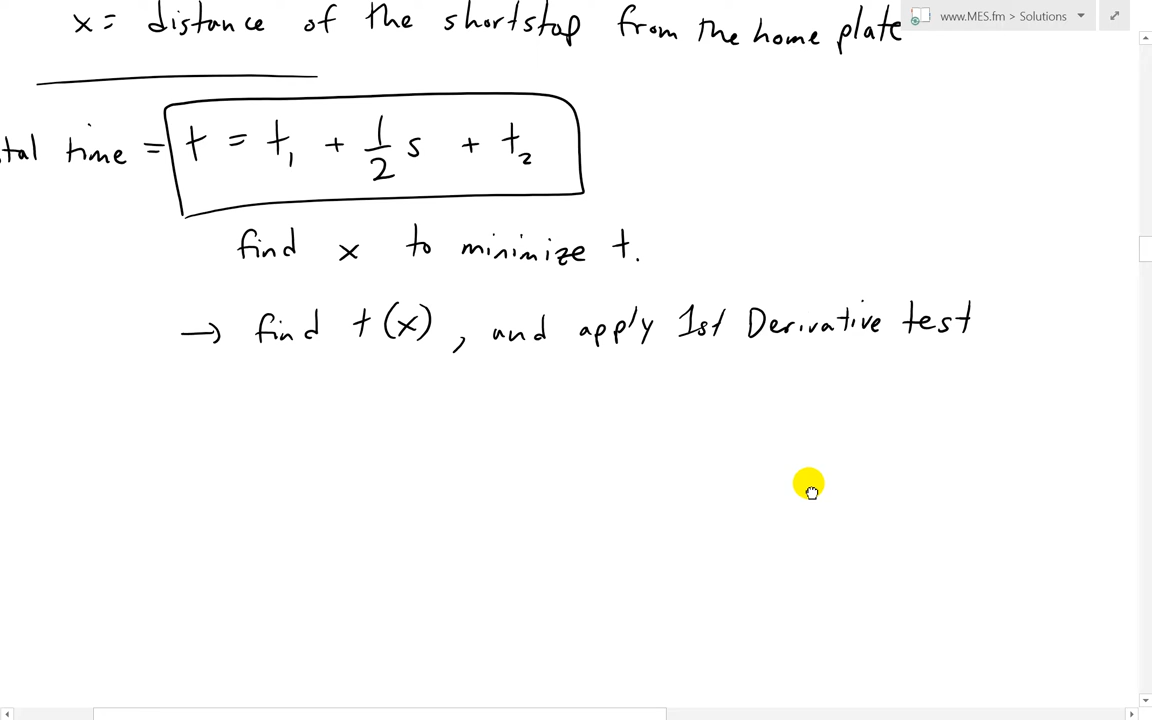 x = distance of the shortstop from the home plate
www.MES.fm > Solutions
tal time = t = t₁ + 1/2 s + t₂
find x to minimize t.
→ find t(x), and apply 1st Derivative test